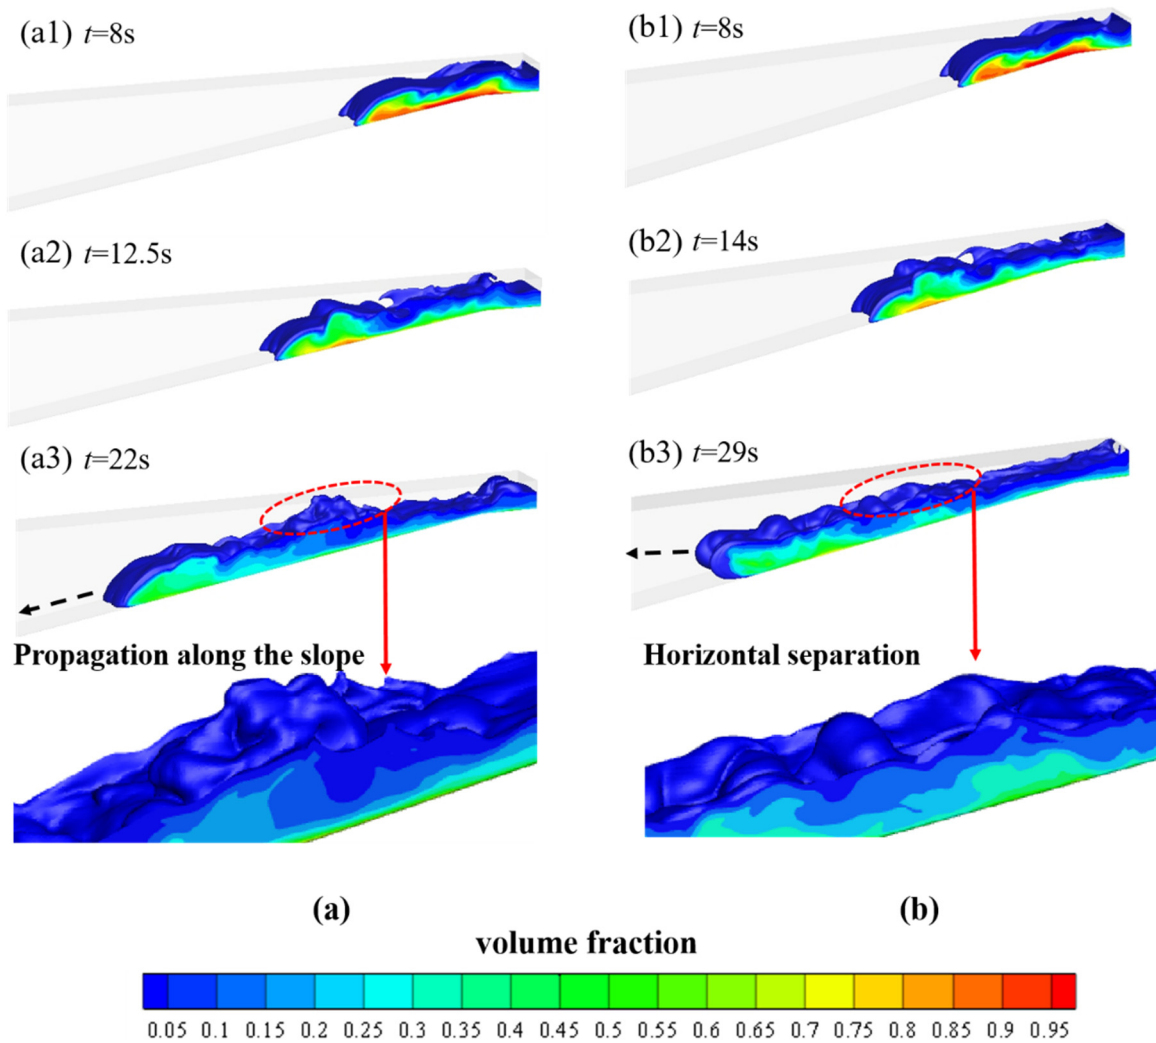 (a1) t=8s
(b1) t=8s
(a2) t=12.5s
(b2) t=14s
(a3) t=22s
(b3) t=29s
Propagation along the slope
Horizontal separation
(a)
(b)
volume fraction
0.05 0.1 0.15 0.2 0.25 0.3 0.35 0.4 0.45 0.5 0.55 0.6 0.65 0.7 0.75 0.8 0.85 0.9 0.95